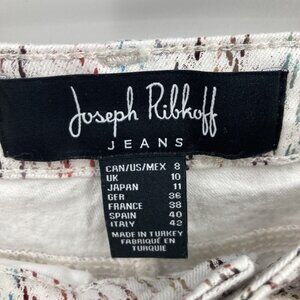 Joseph Ribkoff
JEANS
CAN/US/MEX 8
UK 10
JAPAN 11
GER 36
FRANCE 38
SPAIN 40
ITALY 42
MADE IN TURKEY
FABRIQUÉ EN
TURQUIE